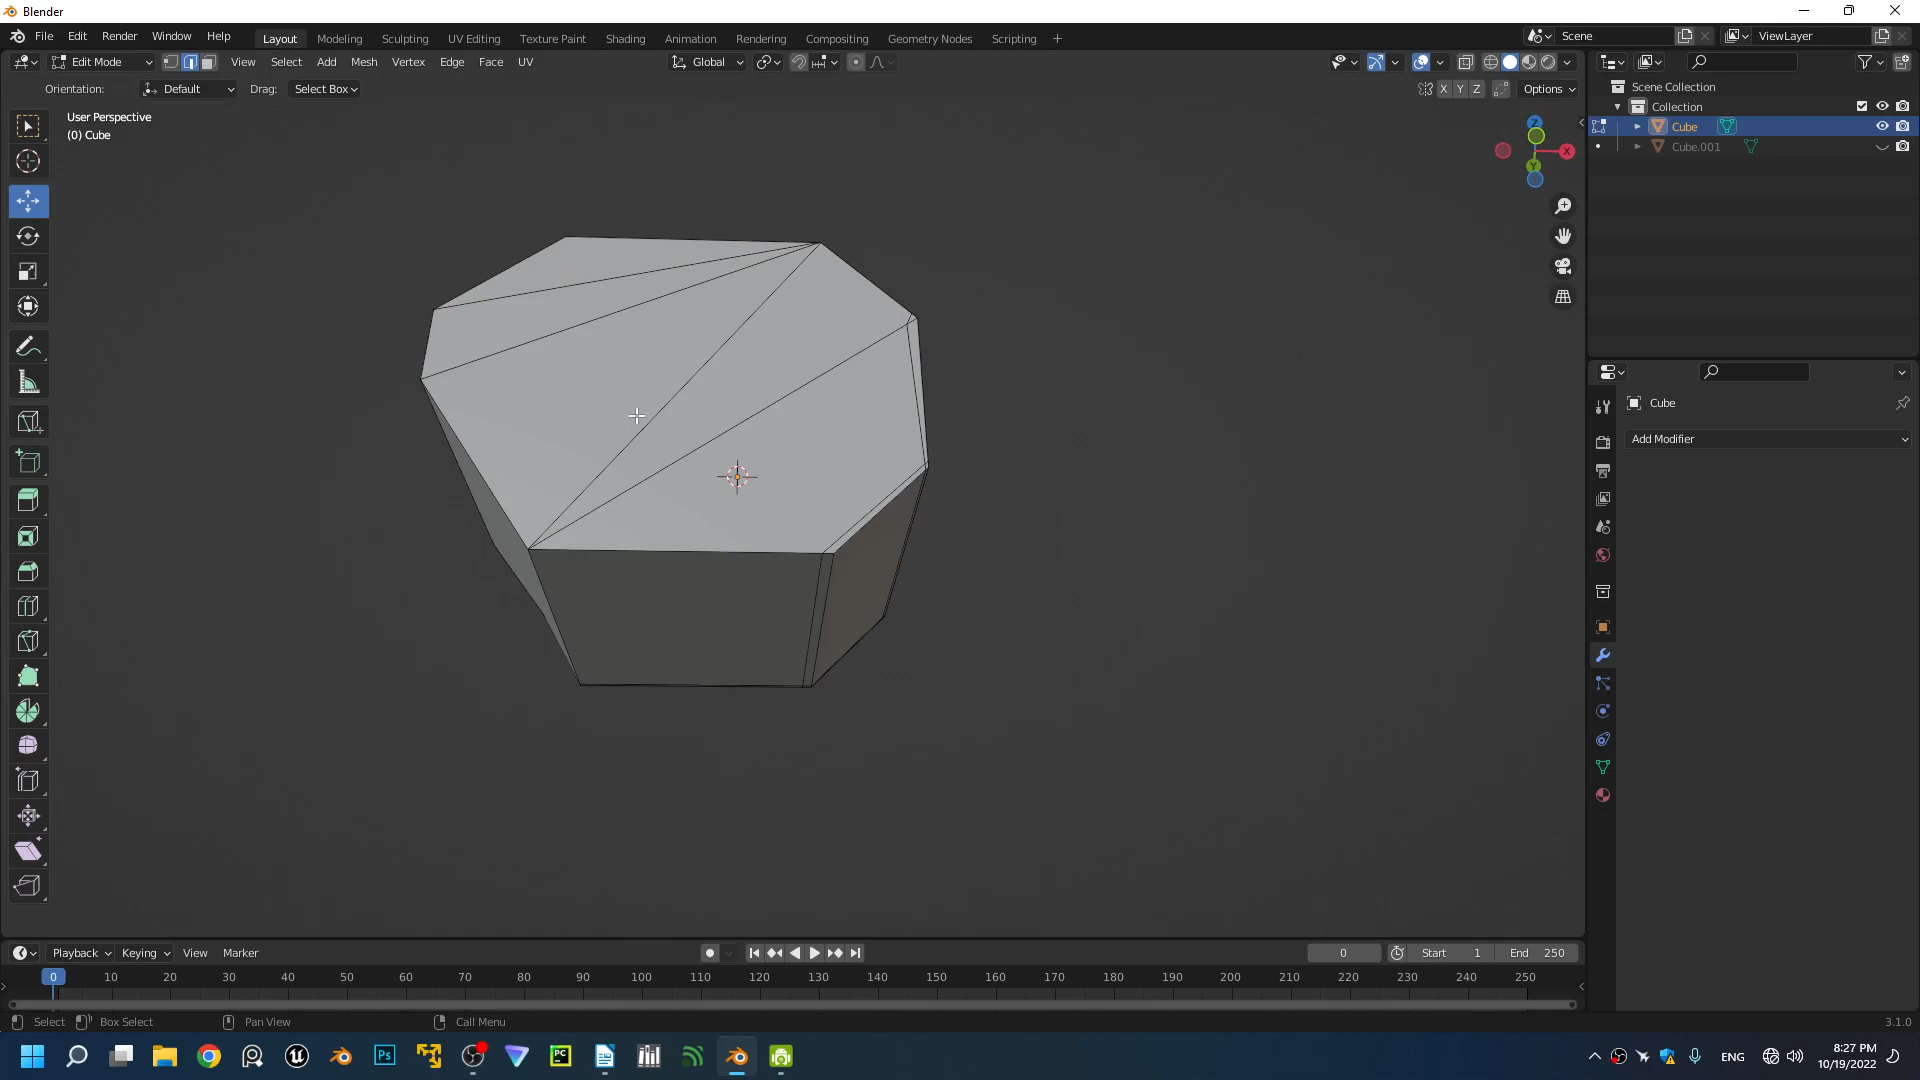 Blender
File Edit Render Window Help
Layout Modeling Sculpting UV Editing Texture Paint Shading Animation Rendering Compositing Geometry Nodes Scripting +
Scene
ViewLayer
Edit Mode View Select Add Mesh Vertex Edge Face UV
Global
Orientation: Default Drag: Select Box
X Y Z Options
User Perspective
(0) Cube
Z
X
Y
Scene Collection
Collection
Cube
Cube.001
Cube
Add Modifier
Playback Keying View Marker
0
Start 1
End 250
0 10 20 30 40 50 60 70 80 90 100 110 120 130 140 150 160 170 180 190 200 210 220 230 240 250
Select Box Select Pan View Call Menu
3.1.0
Ps
PC
ENG
8:27 PM
10/19/2022